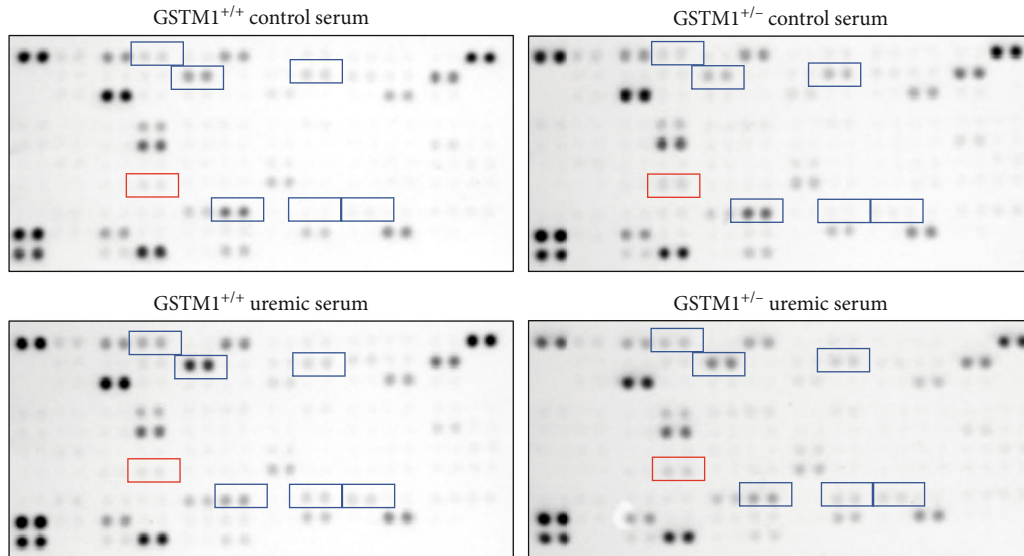 GSTM1+/+ control serum
GSTM1+/− control serum
GSTM1+/+ uremic serum
GSTM1+/− uremic serum